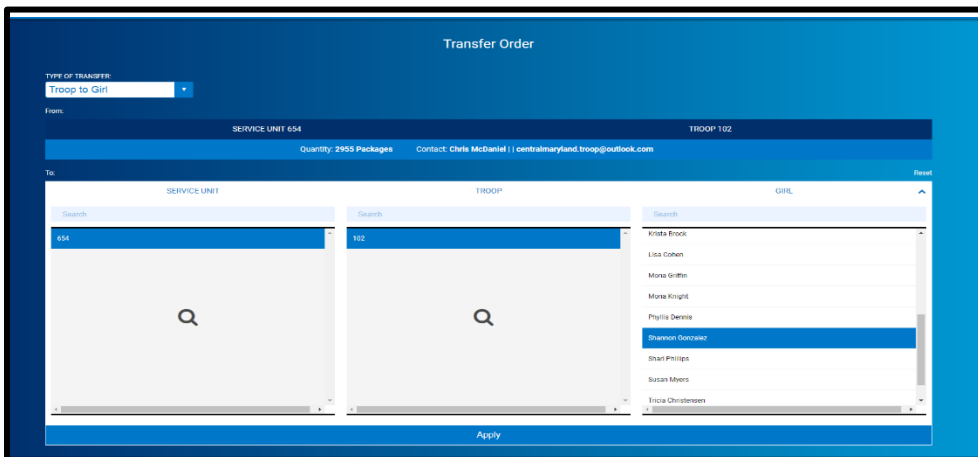 Transfer Order
TYPE OF TRANSFER:
Troop to Girl
From:
SERVICE UNIT 654 TROOP 102
Quantity: 2955 Packages Contact: Chris McDaniel | | centralmaryland.troop@outlook.com
To: Reset
SERVICE UNIT TROOP GIRL
Search Search Search
654 102 Krista Brock
Lisa Cohen
Mona Griffin
Mona Knight
Phyllis Dennis
Shannon Gonzalez
Shari Phillips
Susan Myers
Tricia Christensen
Apply